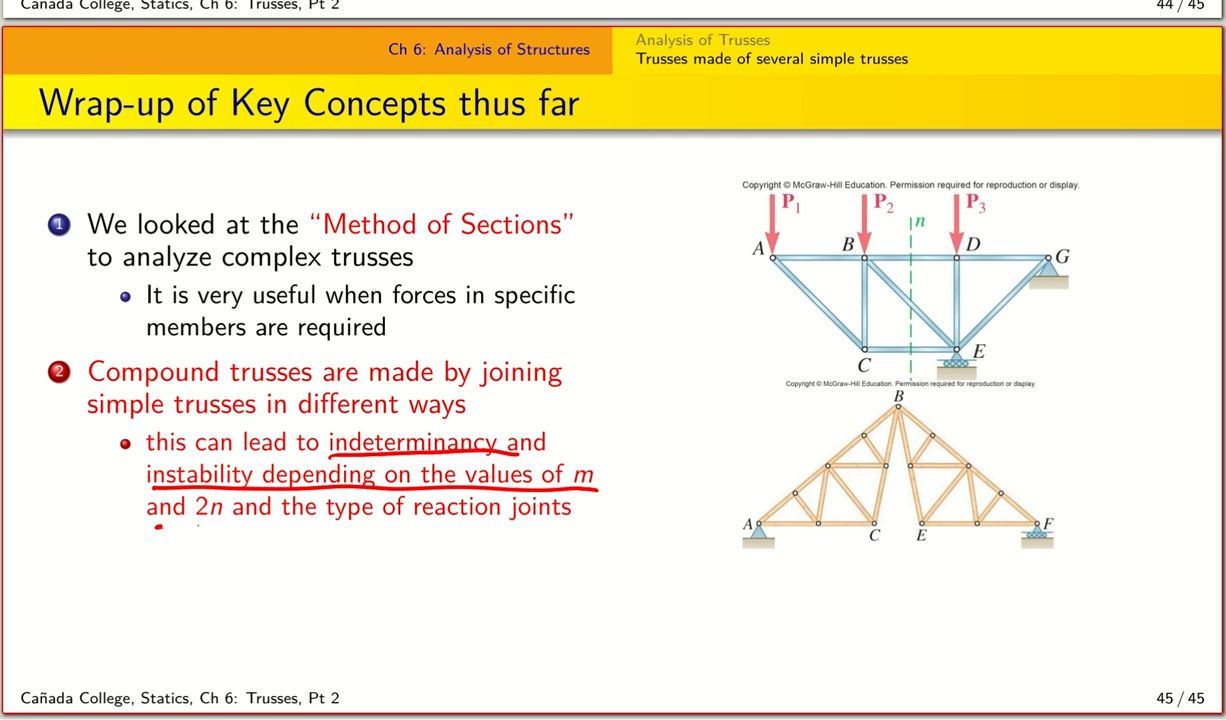 Cañada College, Statics, Ch 6: Trusses, Pt 2
44 / 45
Ch 6: Analysis of Structures
Analysis of Trusses
Trusses made of several simple trusses
Wrap-up of Key Concepts thus far
1 We looked at the “Method of Sections”
to analyze complex trusses
It is very useful when forces in specific
members are required
2 Compound trusses are made by joining
simple trusses in different ways
this can lead to indeterminancy and
instability depending on the values of m
and 2n and the type of reaction joints
Copyright © McGraw-Hill Education. Permission required for reproduction or display.
P1
P2
P3
n
A
B
D
G
C
E
Copyright © McGraw-Hill Education. Permission required for reproduction or display.
B
A
C
E
F
Cañada College, Statics, Ch 6: Trusses, Pt 2
45 / 45